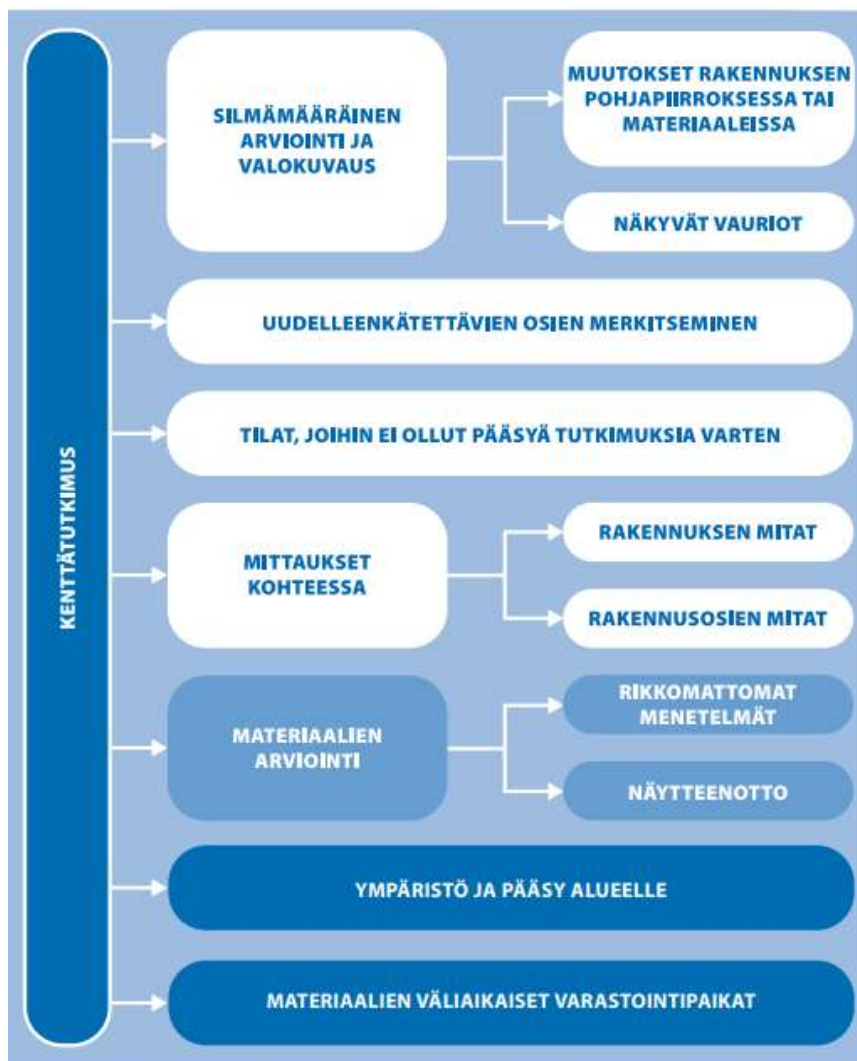 KENTTÄTUTKIMUS
SILMÄMÄÄRÄINEN
ARVIOINTI JA
VALOKUVAUS
MUUTOKSET RAKENNUKSEN
POHJAPIIRROKSESSA TAI
MATERIAALEISSA
NÄKYVÄT VAURIOT
UUDELLEENKÄTETTÄVIEN OSIEN MERKITSEMINEN
TILAT, JOIHIN EI OLLUT PÄÄSYÄ TUTKIMUKSIA VARTEN
MITTAUKSET
KOHTEESSA
RAKENNUKSEN MITAT
RAKENNUSOSIEN MITAT
MATERIAALIEN
ARVIOINTI
RIKKOMATTOMAT
MENETELMÄT
NÄYTTEENOTTO
YMPÄRISTÖ JA PÄÄSY ALUEELLE
MATERIAALIEN VÄLIAIKAISET VARASTOINTIPAIKAT